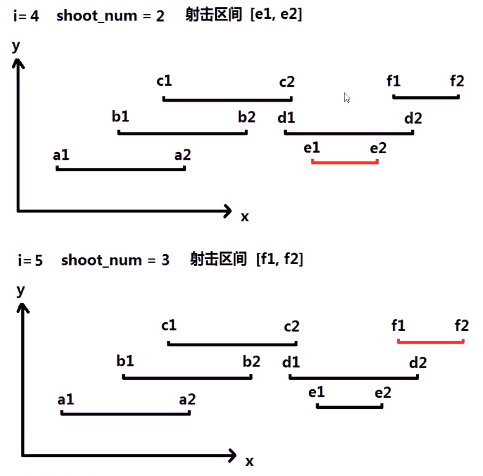 i=4 shoot_num = 2 射击区间 [e1, e2]
y
c1 c2 f1 f2
b1 b2 d1 d2
a1 a2 e1 e2
x
i=5 shoot_num = 3 射击区间 [f1, f2]
y
c1 c2 f1 f2
b1 b2 d1 d2
a1 a2 e1 e2
x